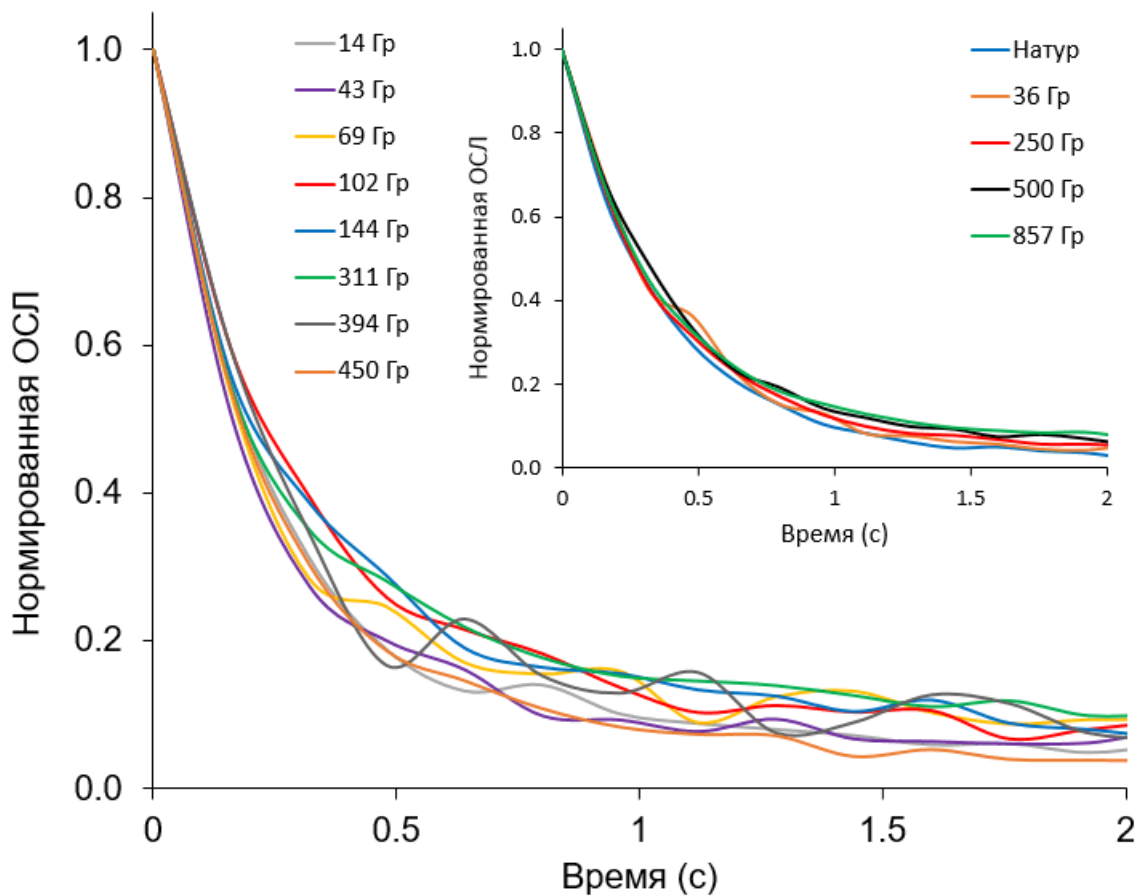 Нормированная ОСЛ
1.0
0.8
0.6
0.4
0.2
0.0
0
0.5
1
1.5
2
Время (с)
14 Гр
43 Гр
69 Гр
102 Гр
144 Гр
311 Гр
394 Гр
450 Гр
Нормированная ОСЛ
1.0
0.8
0.6
0.4
0.2
0.0
0
0.5
1
1.5
2
Время (с)
Натур
36 Гр
250 Гр
500 Гр
857 Гр